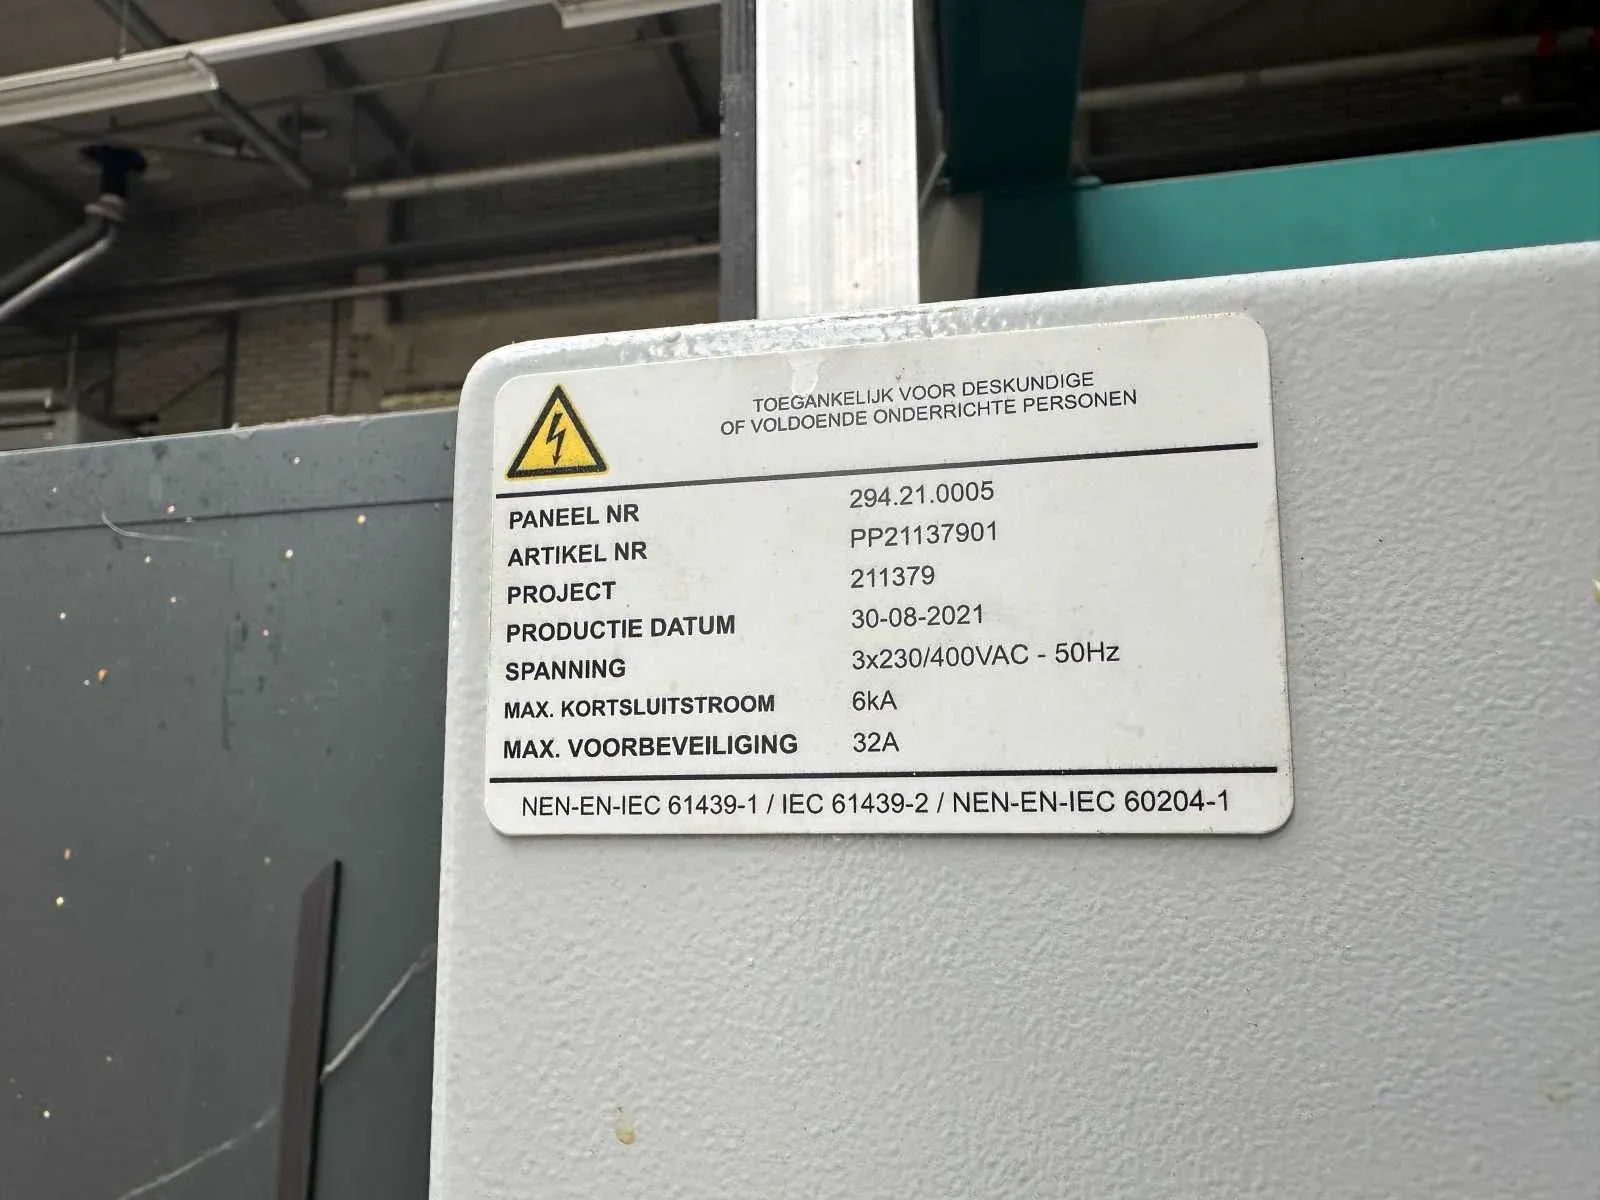 TOEGANKELIJK VOOR DESKUNDIGE
OF VOLDOENDE ONDERRICHTE PERSONEN
PANEEL NR 294.21.0005
ARTIKEL NR PP21137901
PROJECT 211379
PRODUCTIE DATUM 30-08-2021
SPANNING 3x230/400VAC - 50Hz
MAX. KORTSLUITSTROOM 6kA
MAX. VOORBEVEILIGING 32A
NEN-EN-IEC 61439-1 / IEC 61439-2 / NEN-EN-IEC 60204-1